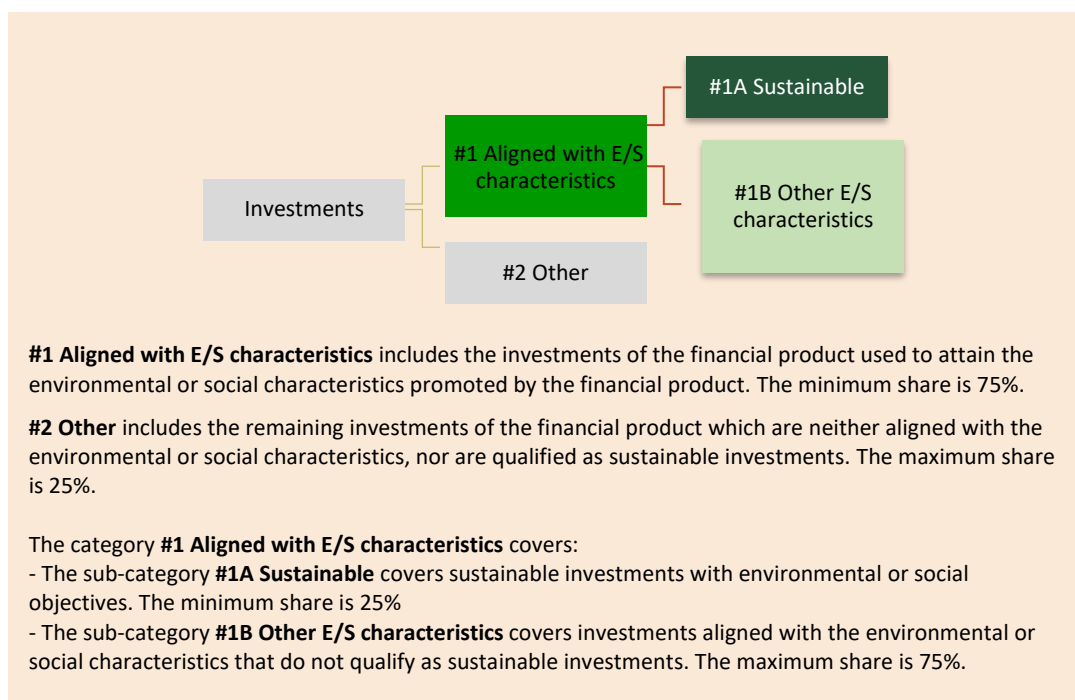 #1A Sustainable
#1 Aligned with E/S
characteristics
#1B Other E/S
characteristics
Investments
#2 Other
#1 Aligned with E/S characteristics includes the investments of the financial product used to attain the
environmental or social characteristics promoted by the financial product. The minimum share is 75%.
#2 Other includes the remaining investments of the financial product which are neither aligned with the
environmental or social characteristics, nor are qualified as sustainable investments. The maximum share
is 25%.
The category #1 Aligned with E/S characteristics covers:
- The sub-category #1A Sustainable covers sustainable investments with environmental or social
objectives. The minimum share is 25%
- The sub-category #1B Other E/S characteristics covers investments aligned with the environmental or
social characteristics that do not qualify as sustainable investments. The maximum share is 75%.